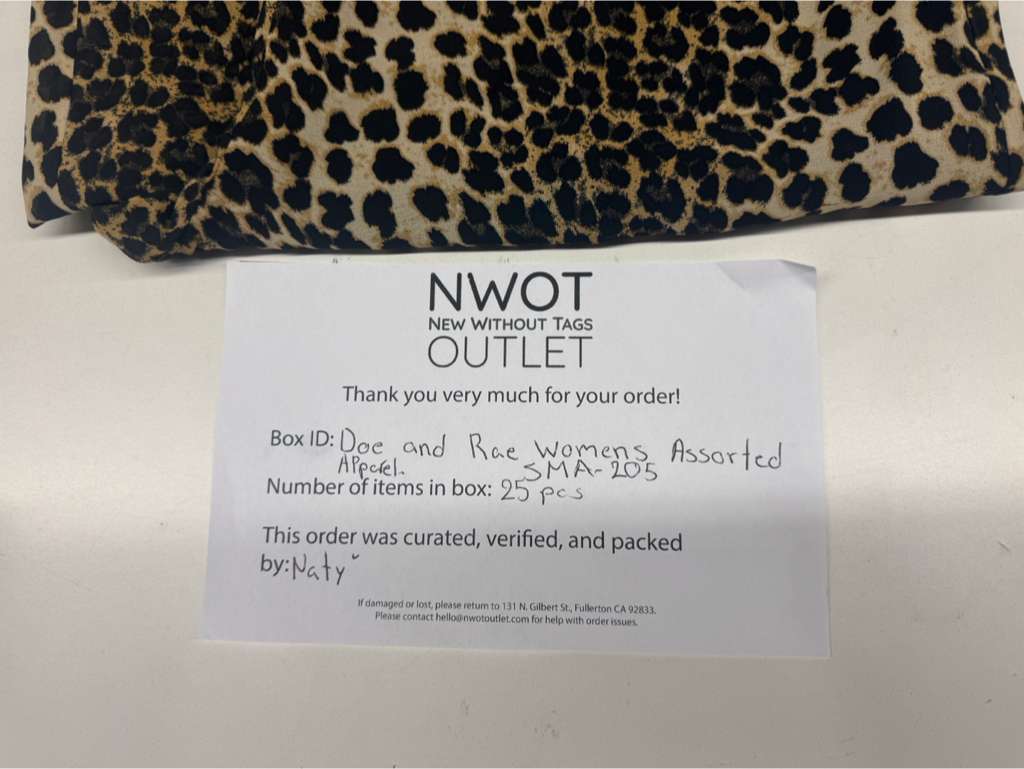 NWOT
NEW WITHOUT TAGS
OUTLET
Thank you very much for your order!
Box ID: Doe and Rae Womens Assorted
Apparel. SMA-205
Number of items in box: 25 pcs
This order was curated, verified, and packed
by: Naty
If damaged or lost, please return to 131 N. Gilbert St., Fullerton CA 92833.
Please contact hello@nwotoutlet.com for help with order issues.